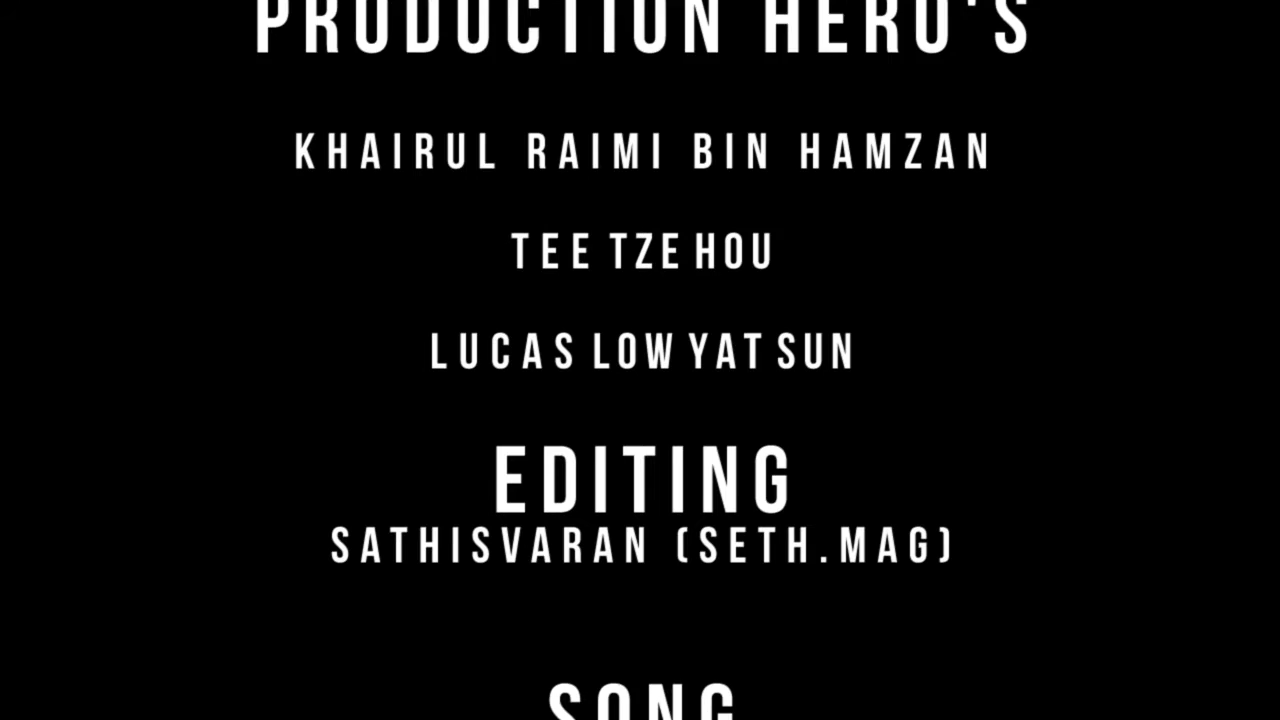 PRODUCTION HERO'S
KHAIRUL RAIMI BIN HAMZAN
TEE TZE HOU
LUCAS LOW YAT SUN
EDITING
SATHISVARAN (SETH.MAG)
SONG